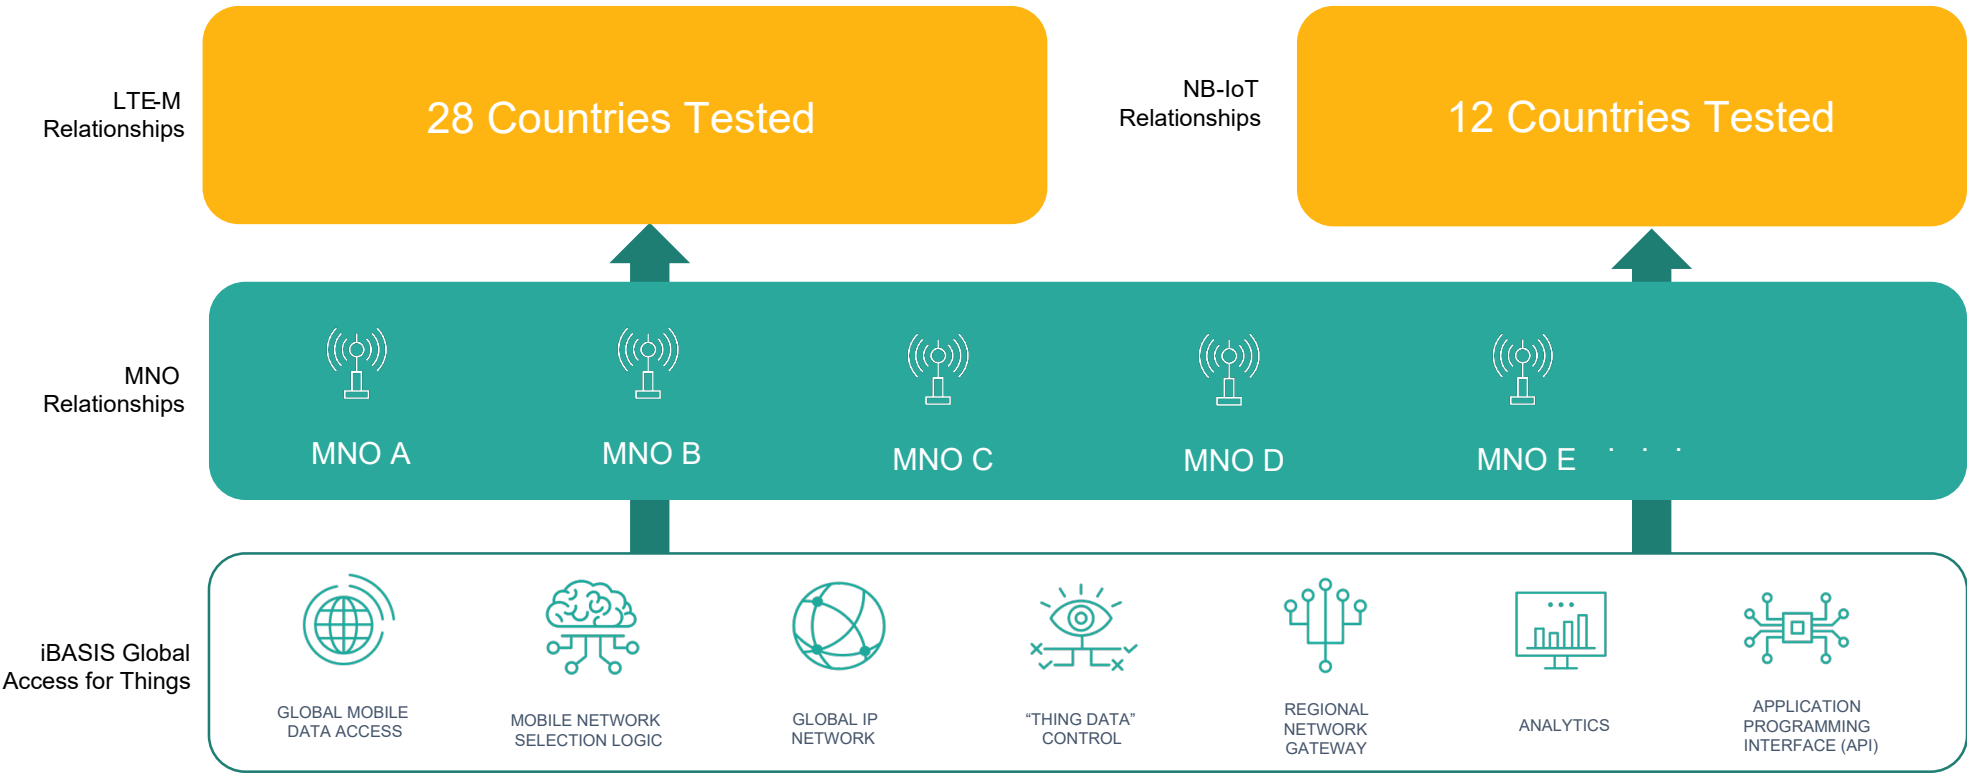 LTE-M
Relationships
28 Countries Tested
NB-IoT
Relationships
12 Countries Tested
MNO
Relationships
MNO A
MNO B
MNO C
MNO D
MNO E . . .
iBASIS Global
Access for Things
GLOBAL MOBILE
DATA ACCESS
MOBILE NETWORK
SELECTION LOGIC
GLOBAL IP
NETWORK
“THING DATA”
CONTROL
REGIONAL
NETWORK
GATEWAY
ANALYTICS
APPLICATION
PROGRAMMING
INTERFACE (API)